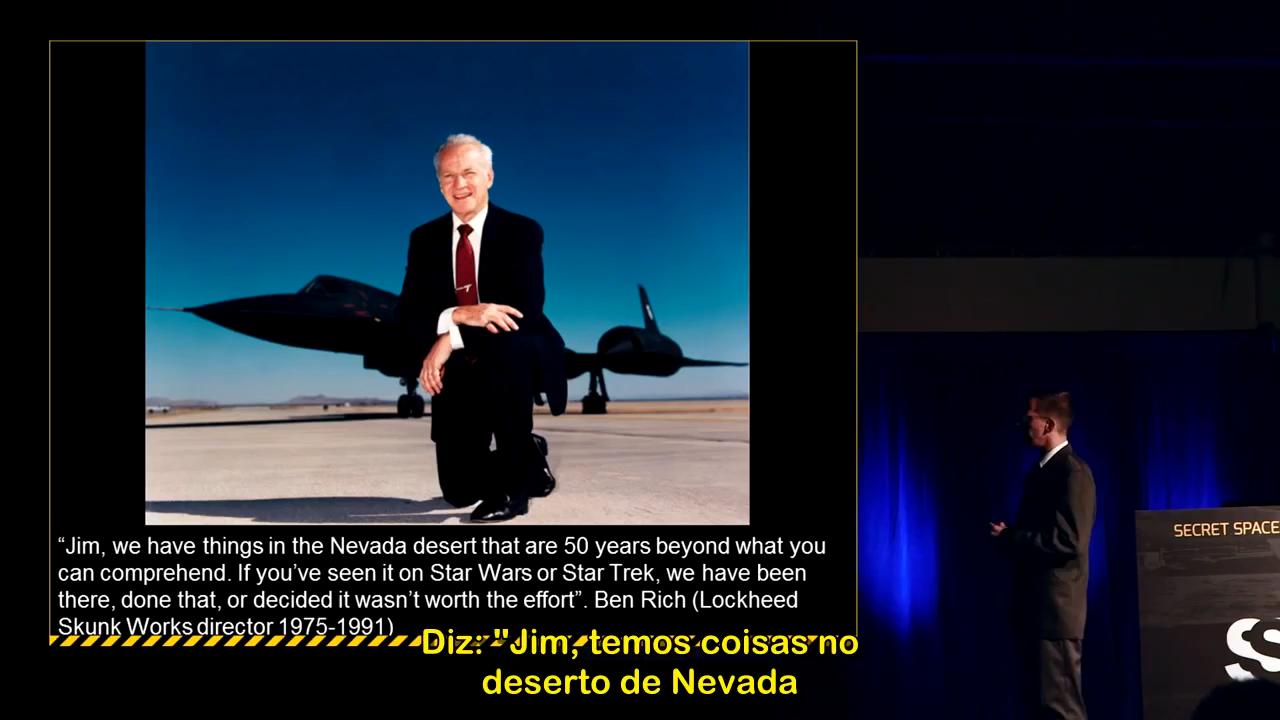 “Jim, we have things in the Nevada desert that are 50 years beyond what you
can comprehend. If you’ve seen it on Star Wars or Star Trek, we have been
there, done that, or decided it wasn’t worth the effort”. Ben Rich (Lockheed
Skunk Works director 1975-1991)
Diz: "Jim, temos coisas no
deserto de Nevada
SECRET SPACE